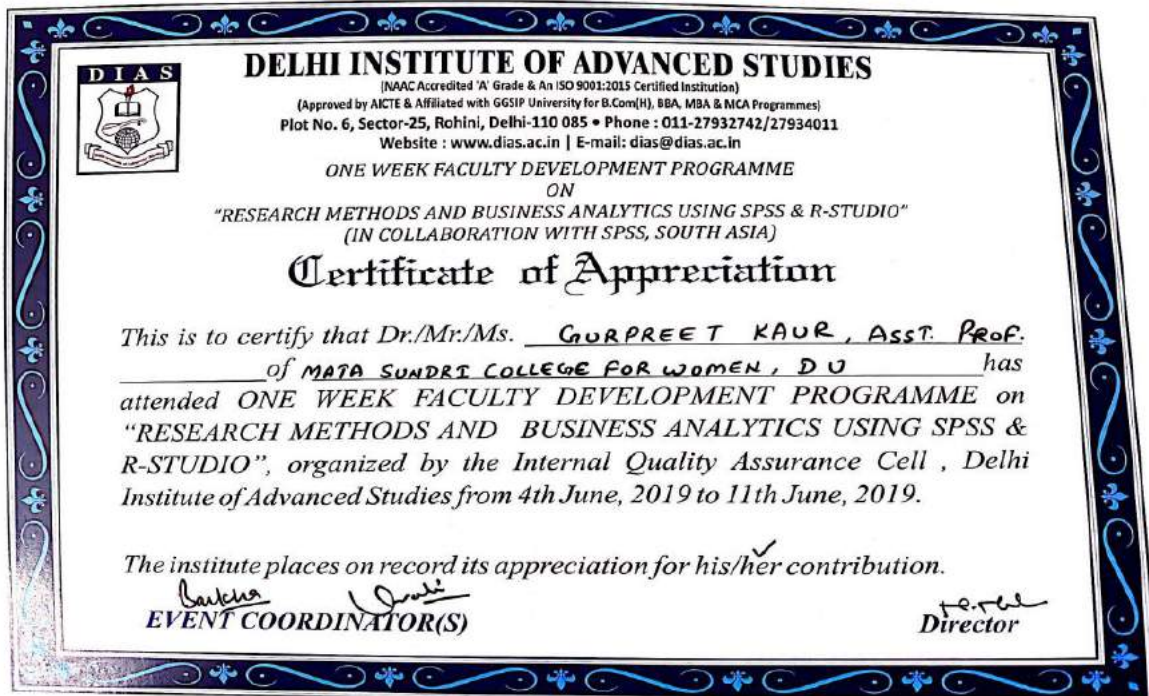 DIAS
DELHI INSTITUTE OF ADVANCED STUDIES
(NAAC Accredited 'A' Grade & An ISO 9001:2015 Certified Institution)
(Approved by AICTE & Affiliated with GGSIP University for B.Com(H), BBA, MBA & MCA Programmes)
Plot No. 6, Sector-25, Rohini, Delhi-110 085 • Phone : 011-27932742/27934011
Website : www.dias.ac.in | E-mail: dias@dias.ac.in
ONE WEEK FACULTY DEVELOPMENT PROGRAMME
ON
"RESEARCH METHODS AND BUSINESS ANALYTICS USING SPSS & R-STUDIO"
(IN COLLABORATION WITH SPSS, SOUTH ASIA)
Certificate of Appreciation
This is to certify that Dr./Mr./Ms. GURPREET KAUR, ASST. PROF.
of MATA SUNDRI COLLEGE FOR WOMEN, DU has
attended ONE WEEK FACULTY DEVELOPMENT PROGRAMME on
"RESEARCH METHODS AND BUSINESS ANALYTICS USING SPSS &
R-STUDIO", organized by the Internal Quality Assurance Cell , Delhi
Institute of Advanced Studies from 4th June, 2019 to 11th June, 2019.
The institute places on record its appreciation for his/her contribution.
Barkha
EVENT COORDINATOR(S)
Director